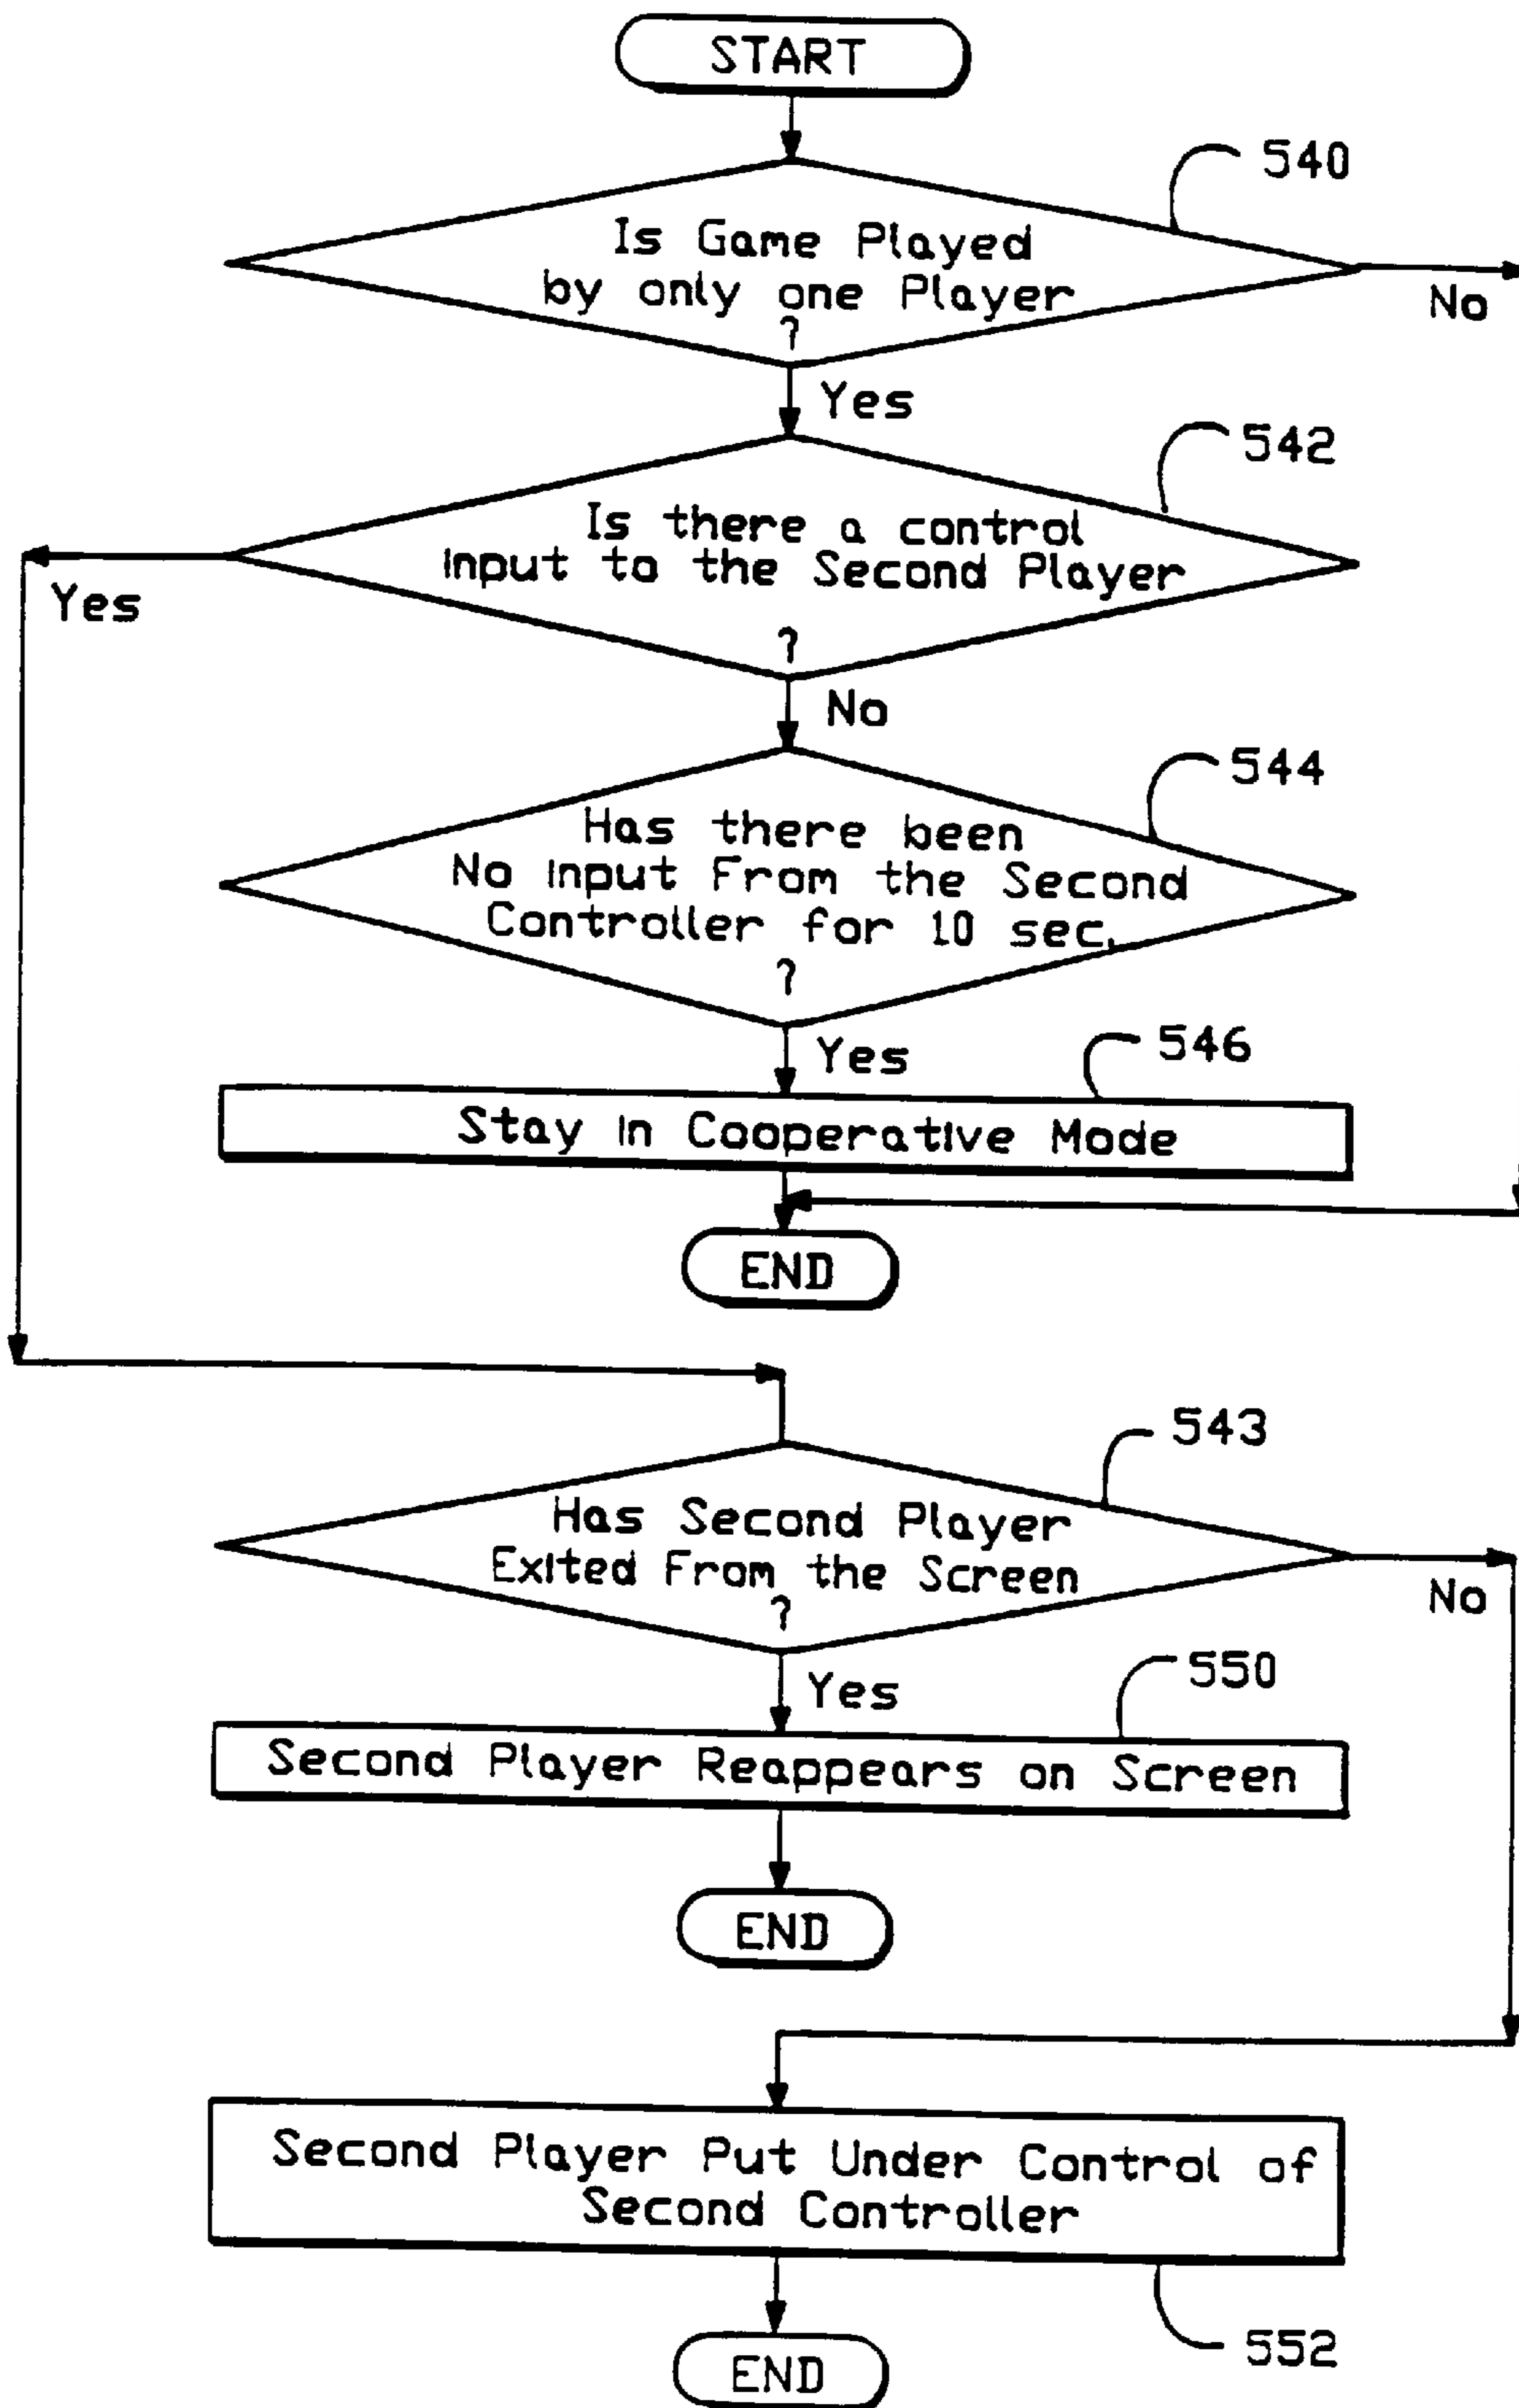 START
540
Is Game Played
by only one Player
?
No
Yes
542
Is there a control
Input to the Second Player
?
Yes
No
544
Has there been
No Input From the Second
Controller for 10 sec.
?
Yes
546
Stay In Cooperative Mode
END
543
Has Second Player
Exited From the Screen
?
No
Yes
550
Second Player Reappears on Screen
END
Second Player Put Under Control of
Second Controller
552
END